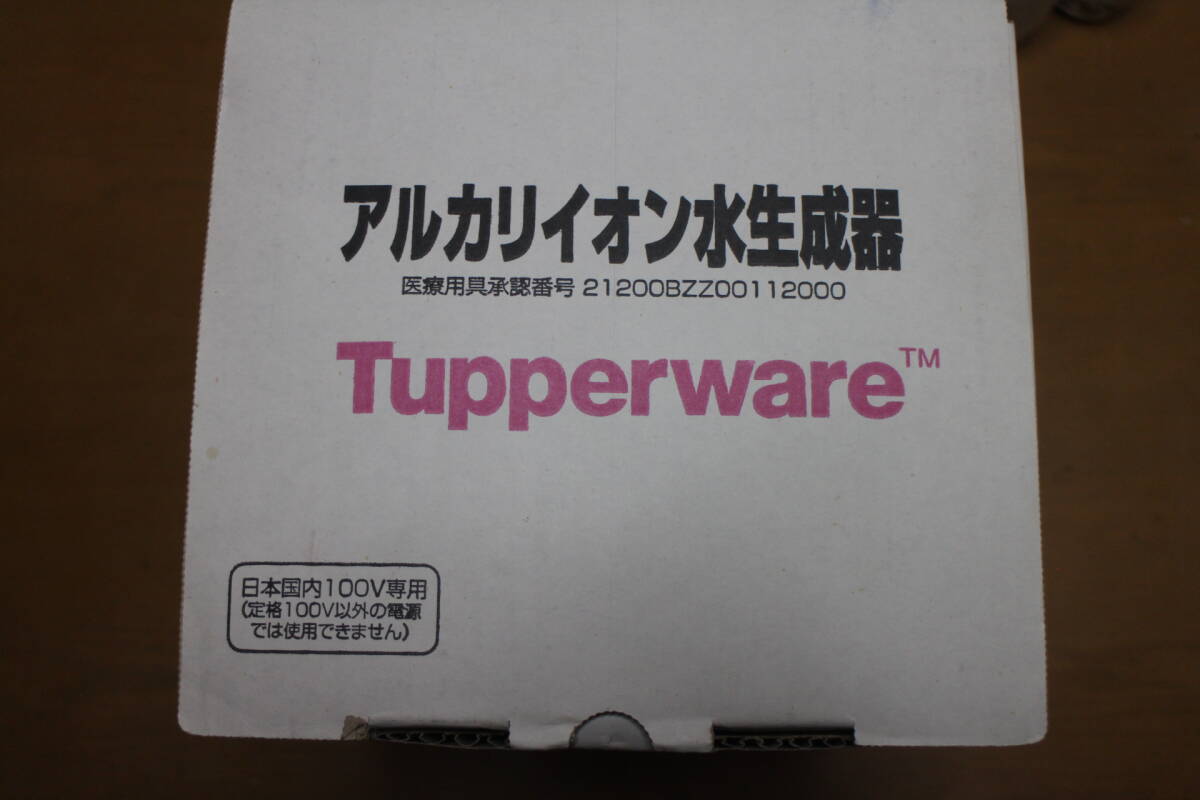 アルカリイオン水生成器
医療用具承認番号 21200BZZ00112000
Tupperware™
日本国内100V専用
(定格100V以外の電源
では使用できません)